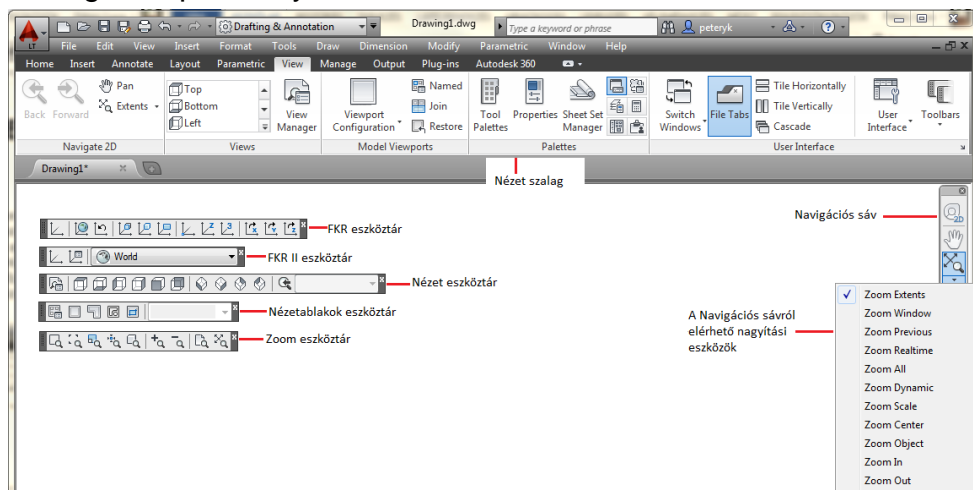 Drafting & Annotation Drawing1.dwg Type a keyword or phrase peteryk
LT File Edit View Insert Format Tools Draw Dimension Modify Parametric Window Help
Home Insert Annotate Layout Parametric View Manage Output Plug-ins Autodesk 360
Back Forward Pan Extents
Top
Bottom
Left
View Manager
Viewport Configuration
Named
Join
Restore
Tool Palettes Properties Sheet Set Manager
Switch Windows File Tabs
Tile Horizontally
Tile Vertically
Cascade
User Interface Toolbars
Navigate 2D Views Model Viewports Palettes User Interface
Drawing1*
Nézet szalag
Navigációs sáv
2D
FKR eszköztár
World
FKR II eszköztár
Nézet eszköztár
Nézetablakok eszköztár
Zoom eszköztár
A Navigációs sávról
elérhető nagyítási
eszközök
Zoom Extents
Zoom Window
Zoom Previous
Zoom Realtime
Zoom All
Zoom Dynamic
Zoom Scale
Zoom Center
Zoom Object
Zoom In
Zoom Out